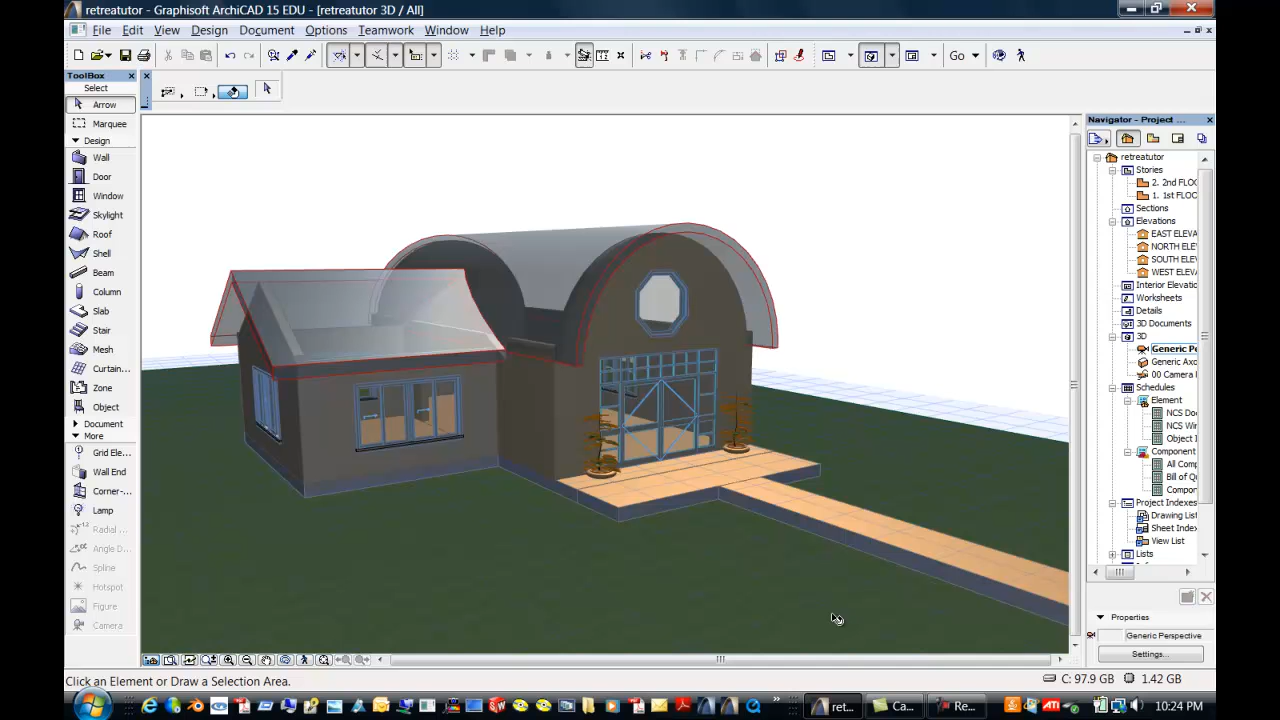 retreatutor - Graphisoft ArchiCAD 15 EDU - [retreatutor 3D / All]
File Edit View Design Document Options Teamwork Window Help
Go
ToolBox
Select
Arrow
Marquee
Design
Wall
Door
Window
Skylight
Roof
Shell
Beam
Column
Slab
Stair
Mesh
Curtain...
Zone
Object
Document
More
Grid Ele...
Wall End
Corner-...
Lamp
Radial ...
Angle D...
Spline
Hotspot
Figure
Camera
Navigator - Project ...
retreatutor
Stories
2. 2nd FLO
1. 1st FLO
Sections
Elevations
EAST ELEVA
NORTH ELE
SOUTH ELE
WEST ELEVA
Interior Elevatio
Worksheets
Details
3D Documents
3D
Generic Pe
Generic Axo
00 Camera
Schedules
Element
NCS Doo
NCS Win
Object I
Component
All Comp
Bill of Qu
Compon
Project Indexes
Drawing List
Sheet Index
View List
Lists
Properties
Generic Perspective
Settings...
Click an Element or Draw a Selection Area.
C: 97.9 GB
1.42 GB
ret...
Ca...
Re...
ATI
10:24 PM